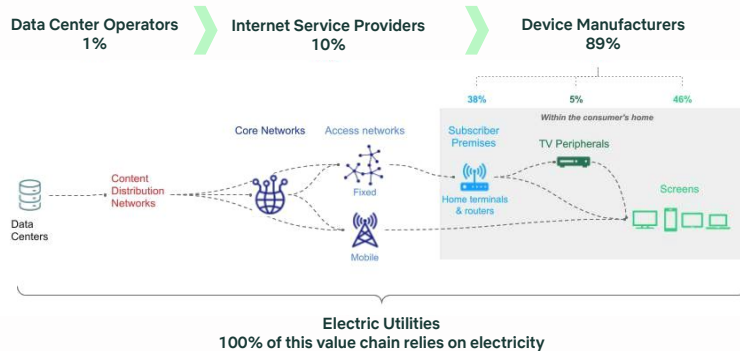 Data Center Operators
1%
Internet Service Providers
10%
Device Manufacturers
89%
38%
5%
46%
Within the consumer's home
Core Networks
Access networks
Subscriber
Premises
TV Peripherals
Content
Distribution
Networks
Fixed
Home terminals
& routers
Screens
Data
Centers
Mobile
Electric Utilities
100% of this value chain relies on electricity